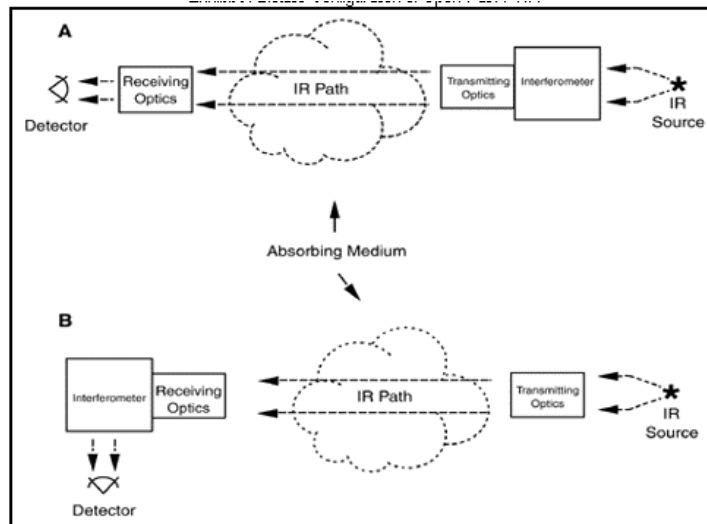 A
Receiving
Optics
IR Path
Transmitting
Optics
Interferometer
Detector
IR
Source
Absorbing Medium
B
Interferometer
Receiving
Optics
IR Path
Transmitting
Optics
IR
Source
Detector